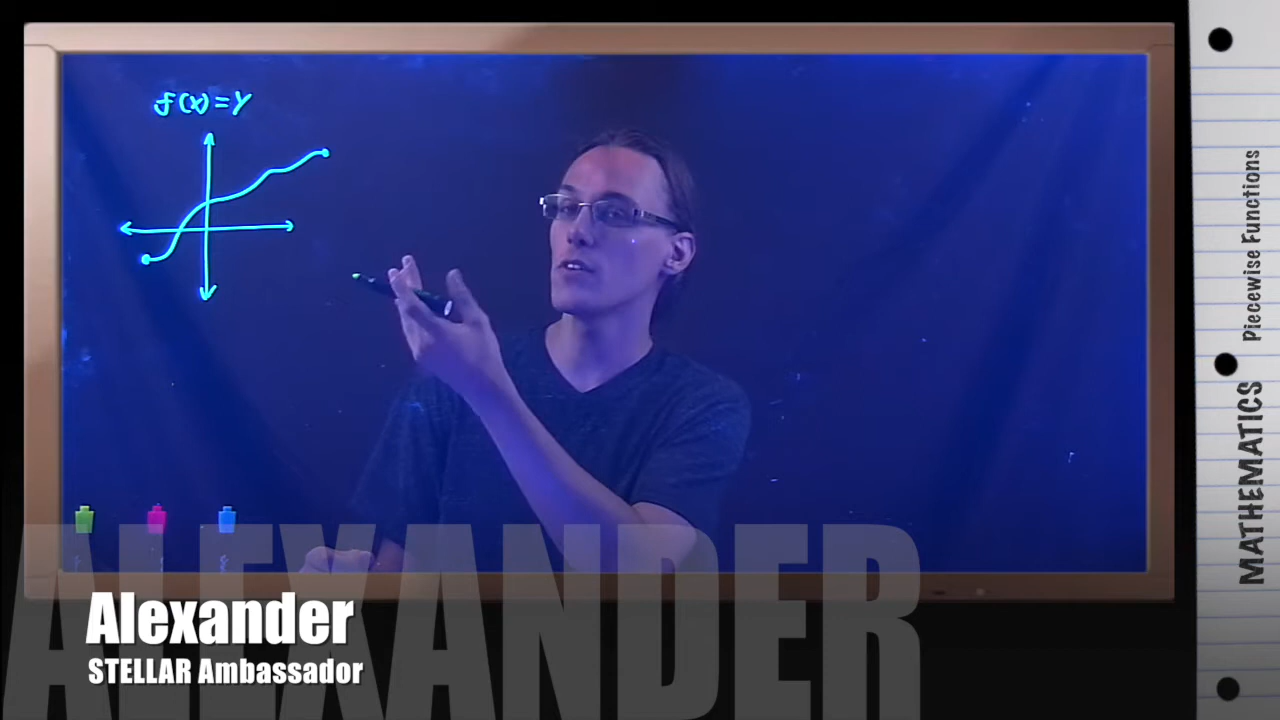 f(x)=y
MATHEMATICS Piecewise Functions
ALEXANDER
Alexander
STELLAR Ambassador